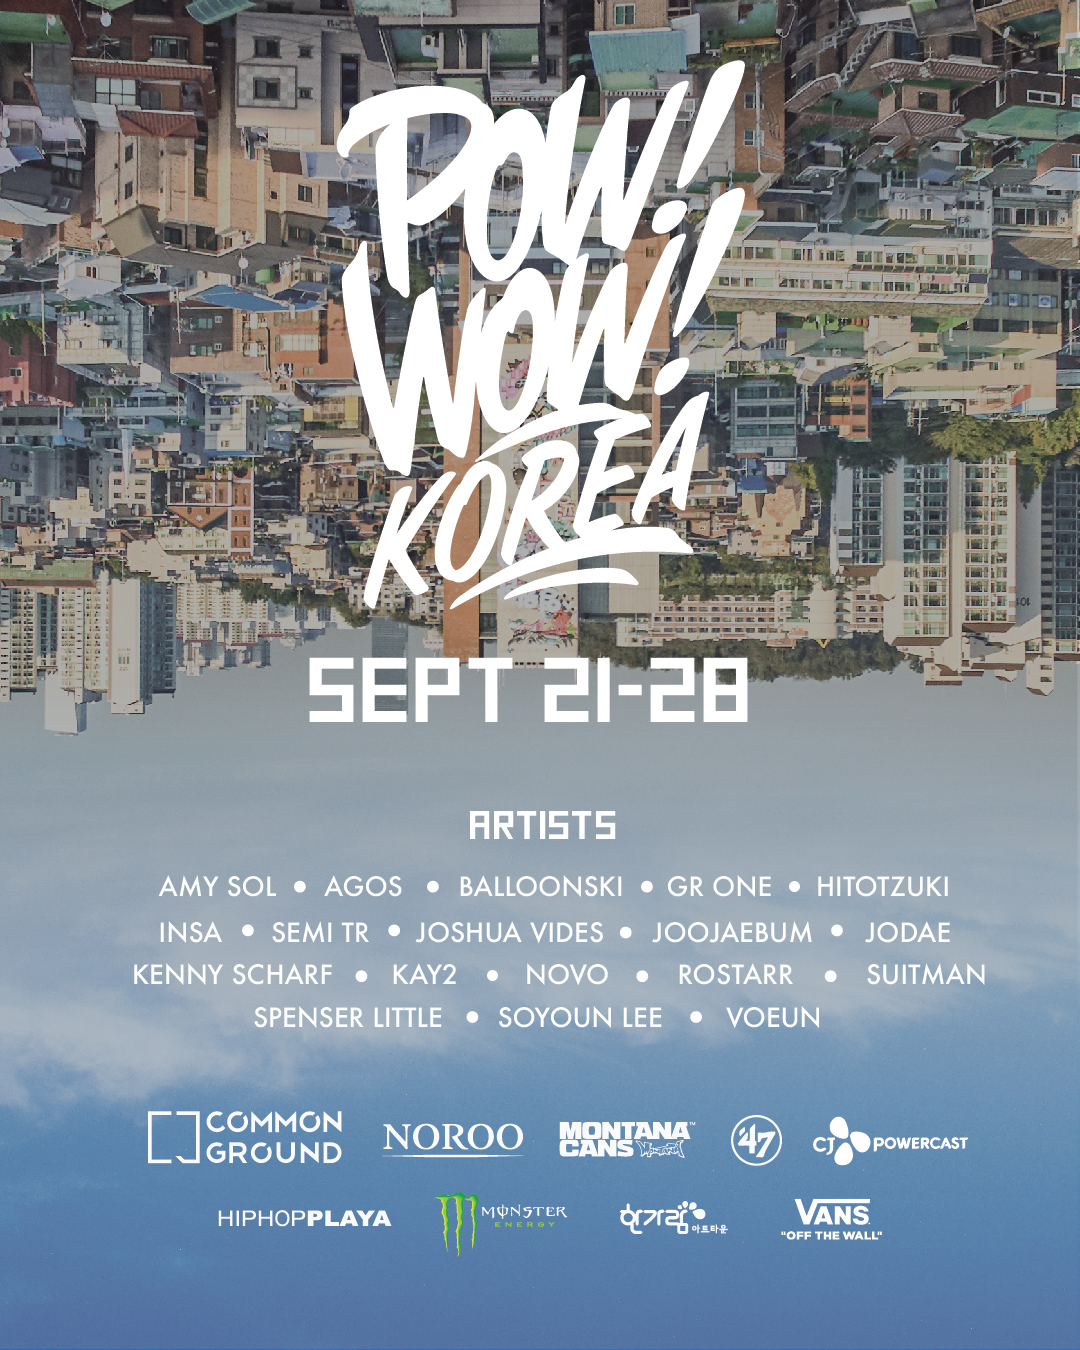 POW!
WOW!
KOREA
SEPT 21-28
ARTISTS
AMY SOL • AGOS • BALLOONSKI • GR ONE • HITOTZUKI
INSA • SEMI TR • JOSHUA VIDES • JOOJAEBUM • JODAE
KENNY SCHARF • KAY2 • NOVO • ROSTARR • SUITMAN
SPENSER LITTLE • SOYOUN LEE • VOEUN
COMMON
GROUND
NOROO
MONTANA™
CANS MONTANA
47
CJ POWERCAST
HIPHOPPLAYA
MONSTER
ENERGY
한가람
아트타운
VANS
"OFF THE WALL"